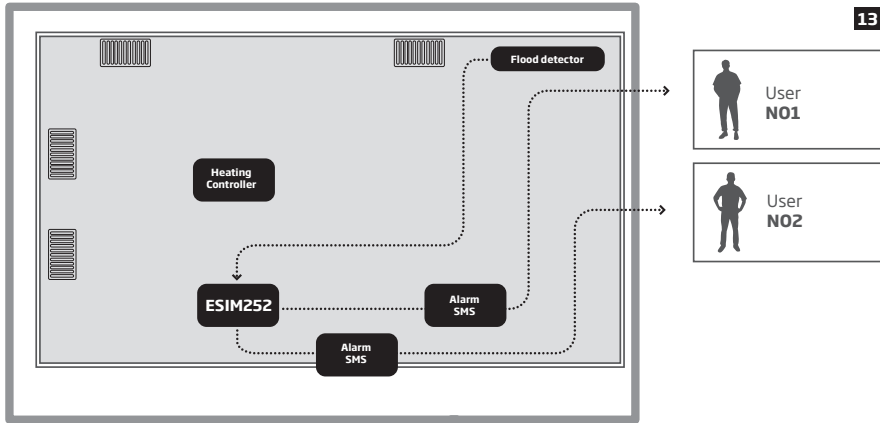 13
Flood detector
User
NO1
Heating
Controller
User
NO2
ESIM252
Alarm
SMS
Alarm
SMS